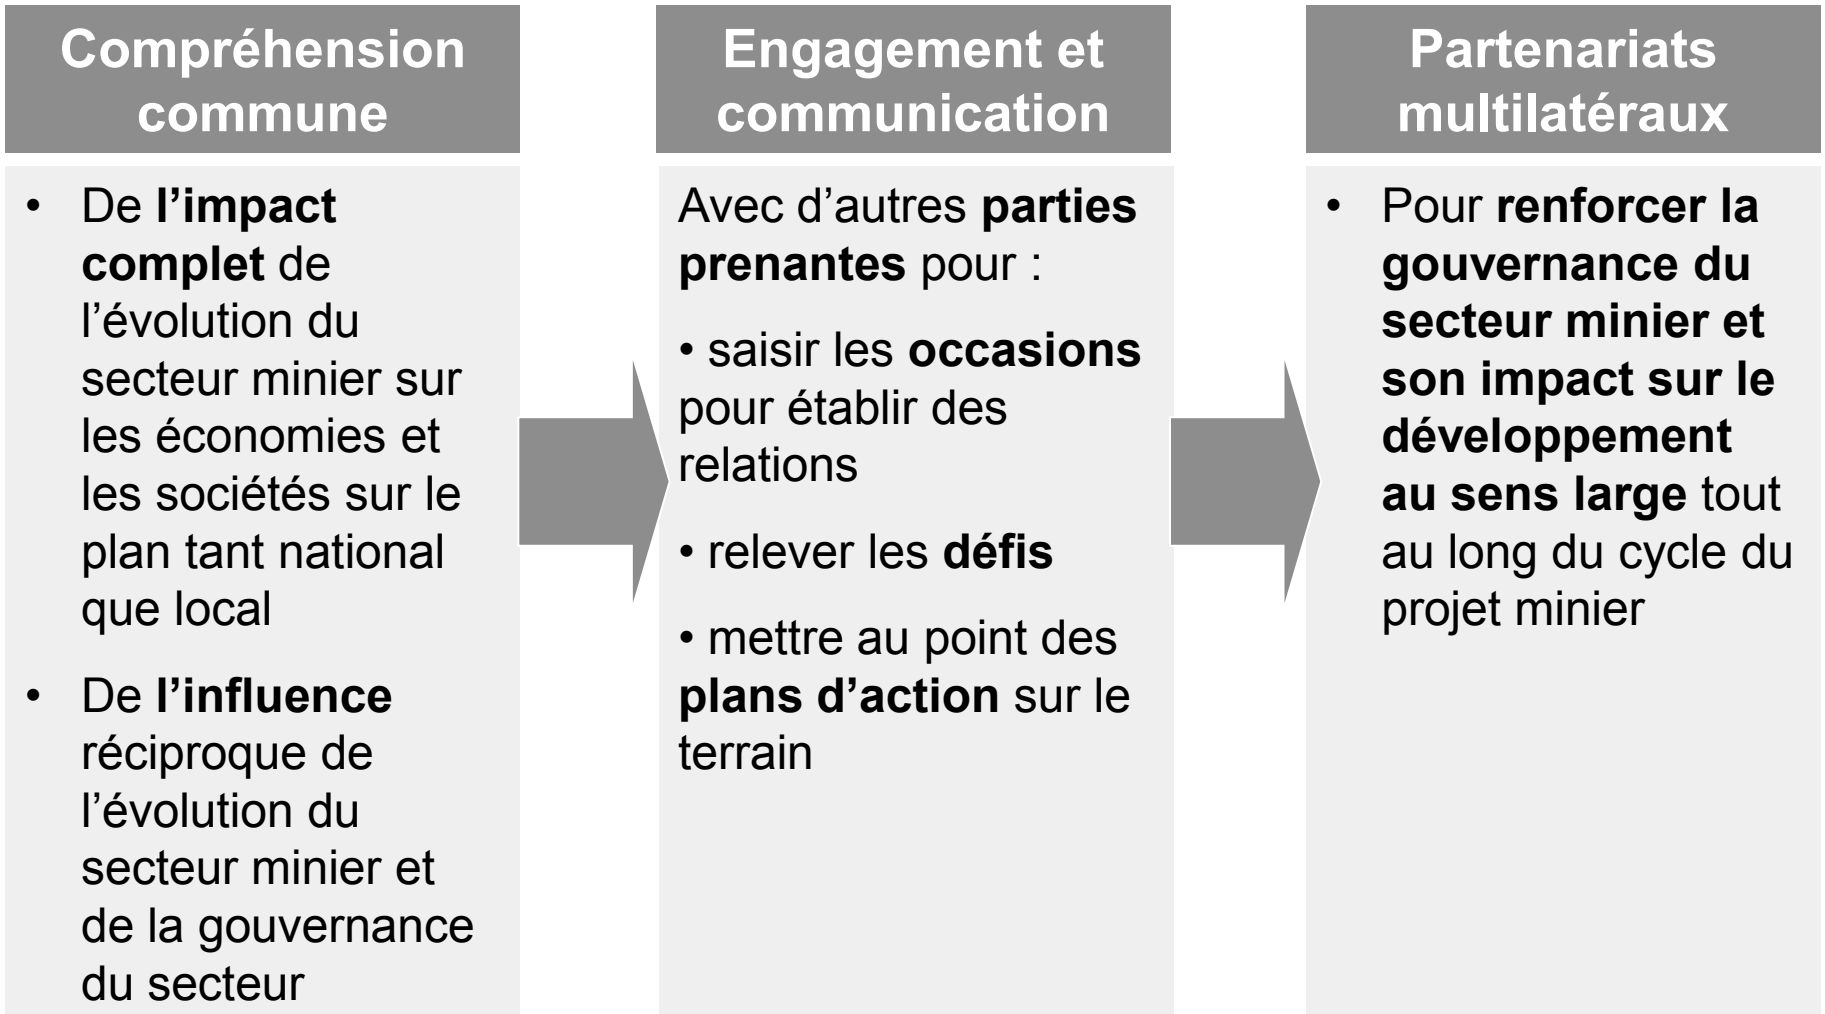 Compréhension
commune
• De l’impact
complet de
l’évolution du
secteur minier sur
les économies et
les sociétés sur le
plan tant national
que local
• De l’influence
réciproque de
l’évolution du
secteur minier et
de la gouvernance
du secteur
Engagement et
communication
Avec d’autres parties
prenantes pour :
• saisir les occasions
pour établir des
relations
• relever les défis
• mettre au point des
plans d’action sur le
terrain
Partenariats
multilatéraux
• Pour renforcer la
gouvernance du
secteur minier et
son impact sur le
développement
au sens large tout
au long du cycle du
projet minier